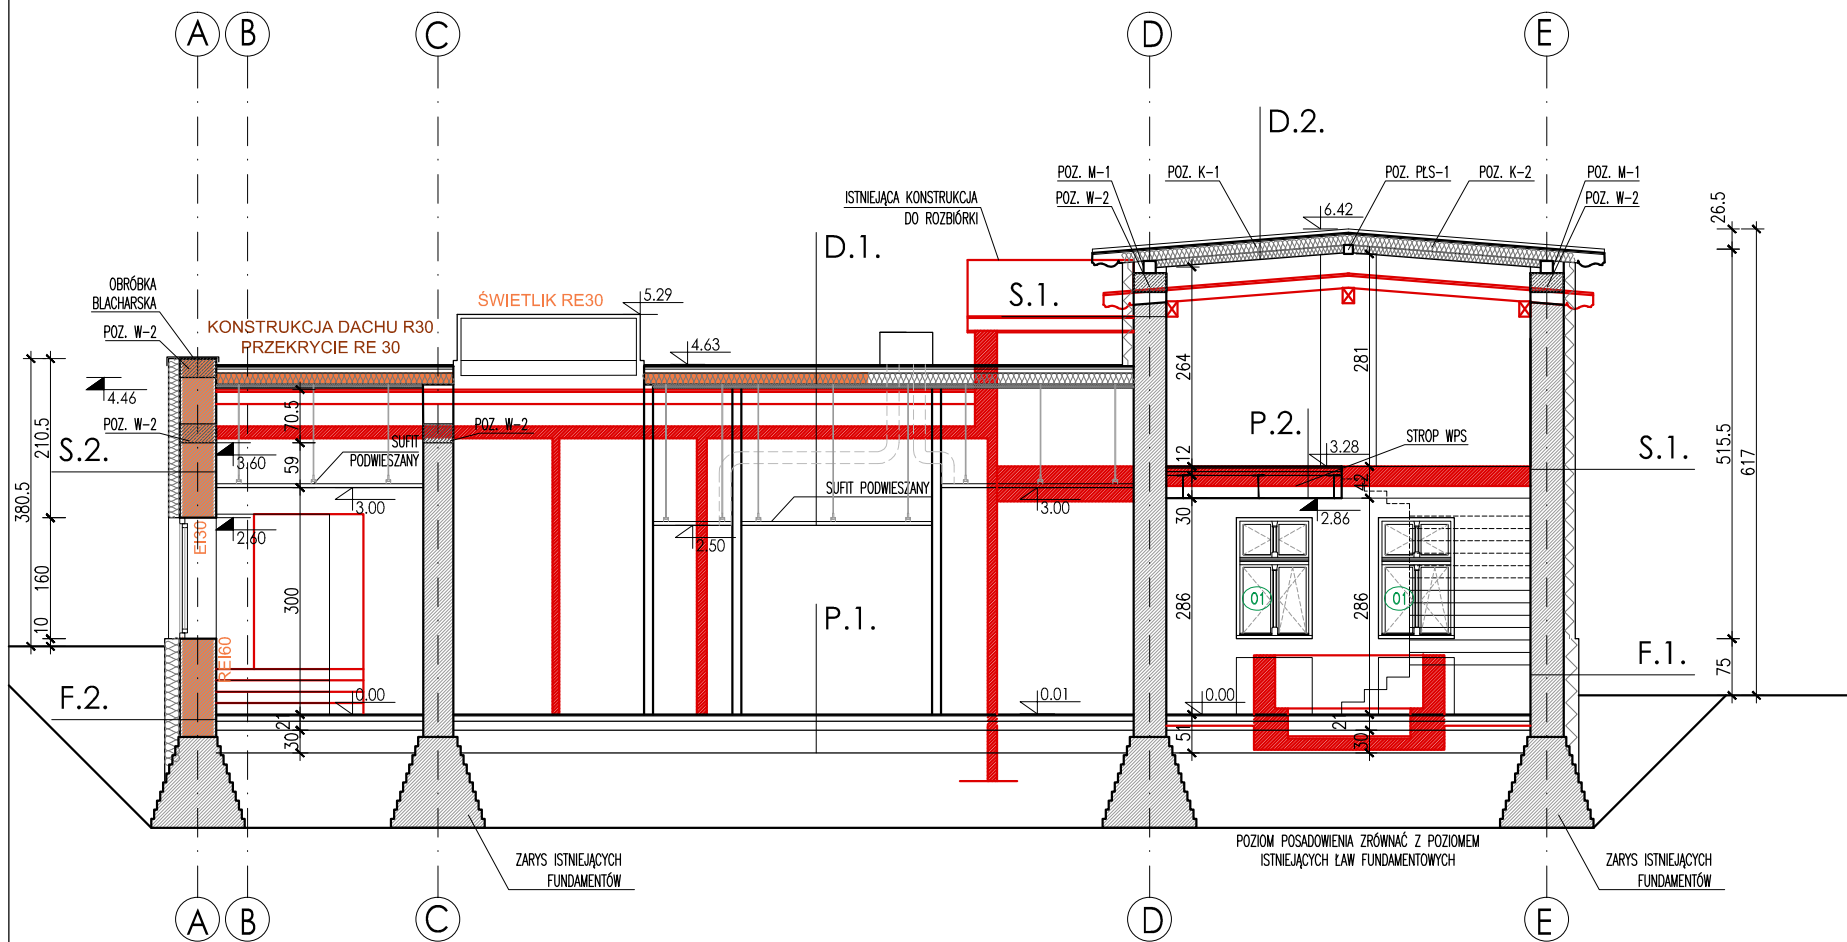 A B C D E
D.2.
POZ. M-1 POZ. K-1 POZ. PŁS-1 POZ. K-2 POZ. M-1
ISTNIEJĄCA KONSTRUKCJA
DO ROZBIÓRKI
POZ. W-2 POZ. W-2
6.42
26.5
D.1.
OBRÓBKA
BLACHARSKA
ŚWIETLIK RE30
5.29
S.1.
KONSTRUKCJA DACHU R30
PRZEKRYCIE RE 30
POZ. W-2
4.63
4.46
264
281
70.5
210.5
POZ. W-2
POZ. W-2
P.2.
STROP WPS
SUFIT
PODWIESZANY
S.2.
3.60
59
12
3.28
S.1.
515.5
617
SUFIT PODWIESZANY
42
380.5
3.00
3.00
30
2.86
EI30
2.60
2.50
160
300
286
286
01
01
P.1.
10
REI60
F.1.
75
F.2.
0.00
0.01
0.00
21
30
51
21
30
POZIOM POSADOWIENIA ZRÓWNAĆ Z POZIOMEM
ISTNIEJĄCYCH ŁAW FUNDAMENTOWYCH
ZARYS ISTNIEJĄCYCH
FUNDAMENTÓW
ZARYS ISTNIEJĄCYCH
FUNDAMENTÓW
A B C D E